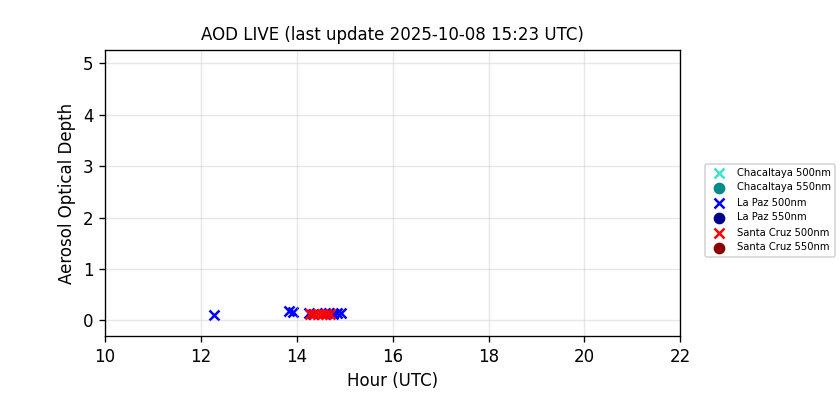 AOD LIVE (last update 2025-10-08 15:23 UTC)
Aerosol Optical Depth
5
4
3
2
1
0
10 12 14 16 18 20 22
Hour (UTC)
Chacaltaya 500nm
Chacaltaya 550nm
La Paz 500nm
La Paz 550nm
Santa Cruz 500nm
Santa Cruz 550nm